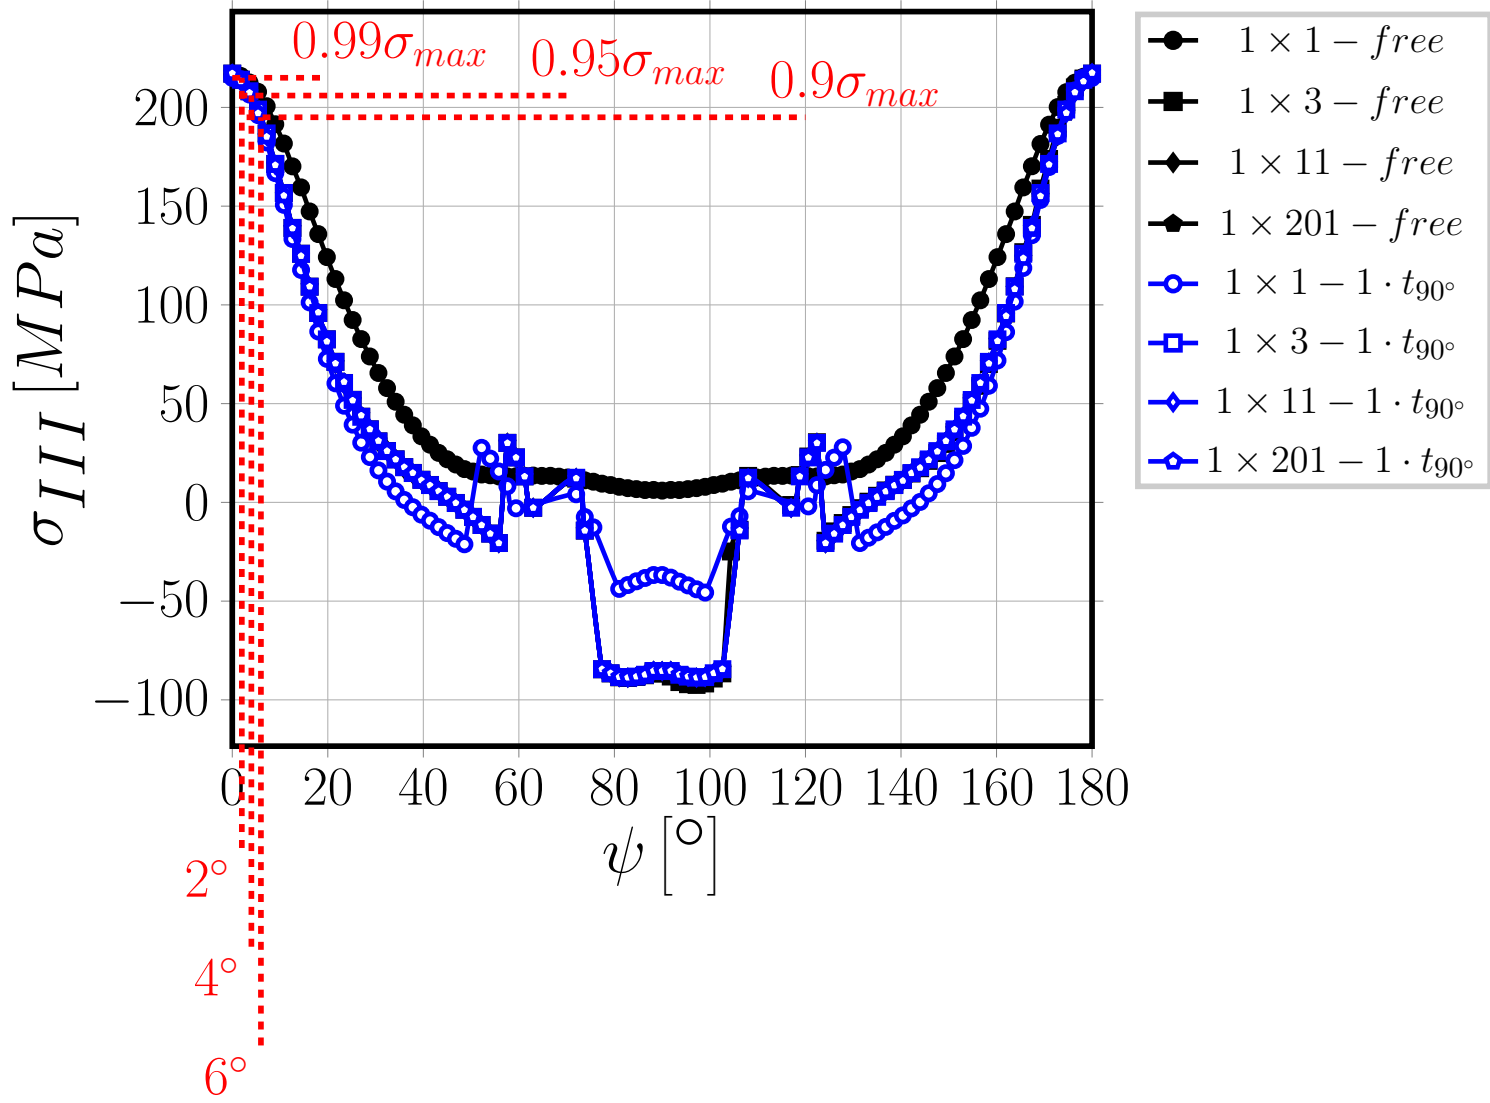 0.99σ_max
0.95σ_max
0.9σ_max
σ_III [MPa]
200
150
100
50
0
−50
−100
0 20 40 60 80 100 120 140 160 180
ψ [°]
2°
4°
6°
1 × 1 − free
1 × 3 − free
1 × 11 − free
1 × 201 − free
1 × 1 − 1 · t_90°
1 × 3 − 1 · t_90°
1 × 11 − 1 · t_90°
1 × 201 − 1 · t_90°